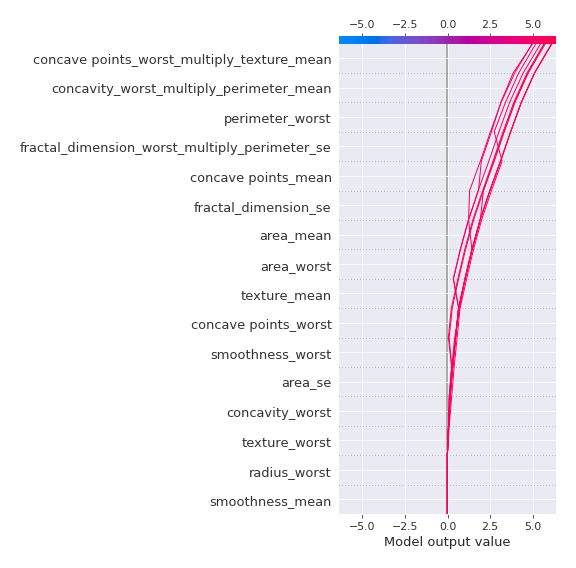 −5.0 −2.5 0.0 2.5 5.0
concave points_worst_multiply_texture_mean
concavity_worst_multiply_perimeter_mean
perimeter_worst
fractal_dimension_worst_multiply_perimeter_se
concave points_mean
fractal_dimension_se
area_mean
area_worst
texture_mean
concave points_worst
smoothness_worst
area_se
concavity_worst
texture_worst
radius_worst
smoothness_mean
−5.0 −2.5 0.0 2.5 5.0
Model output value